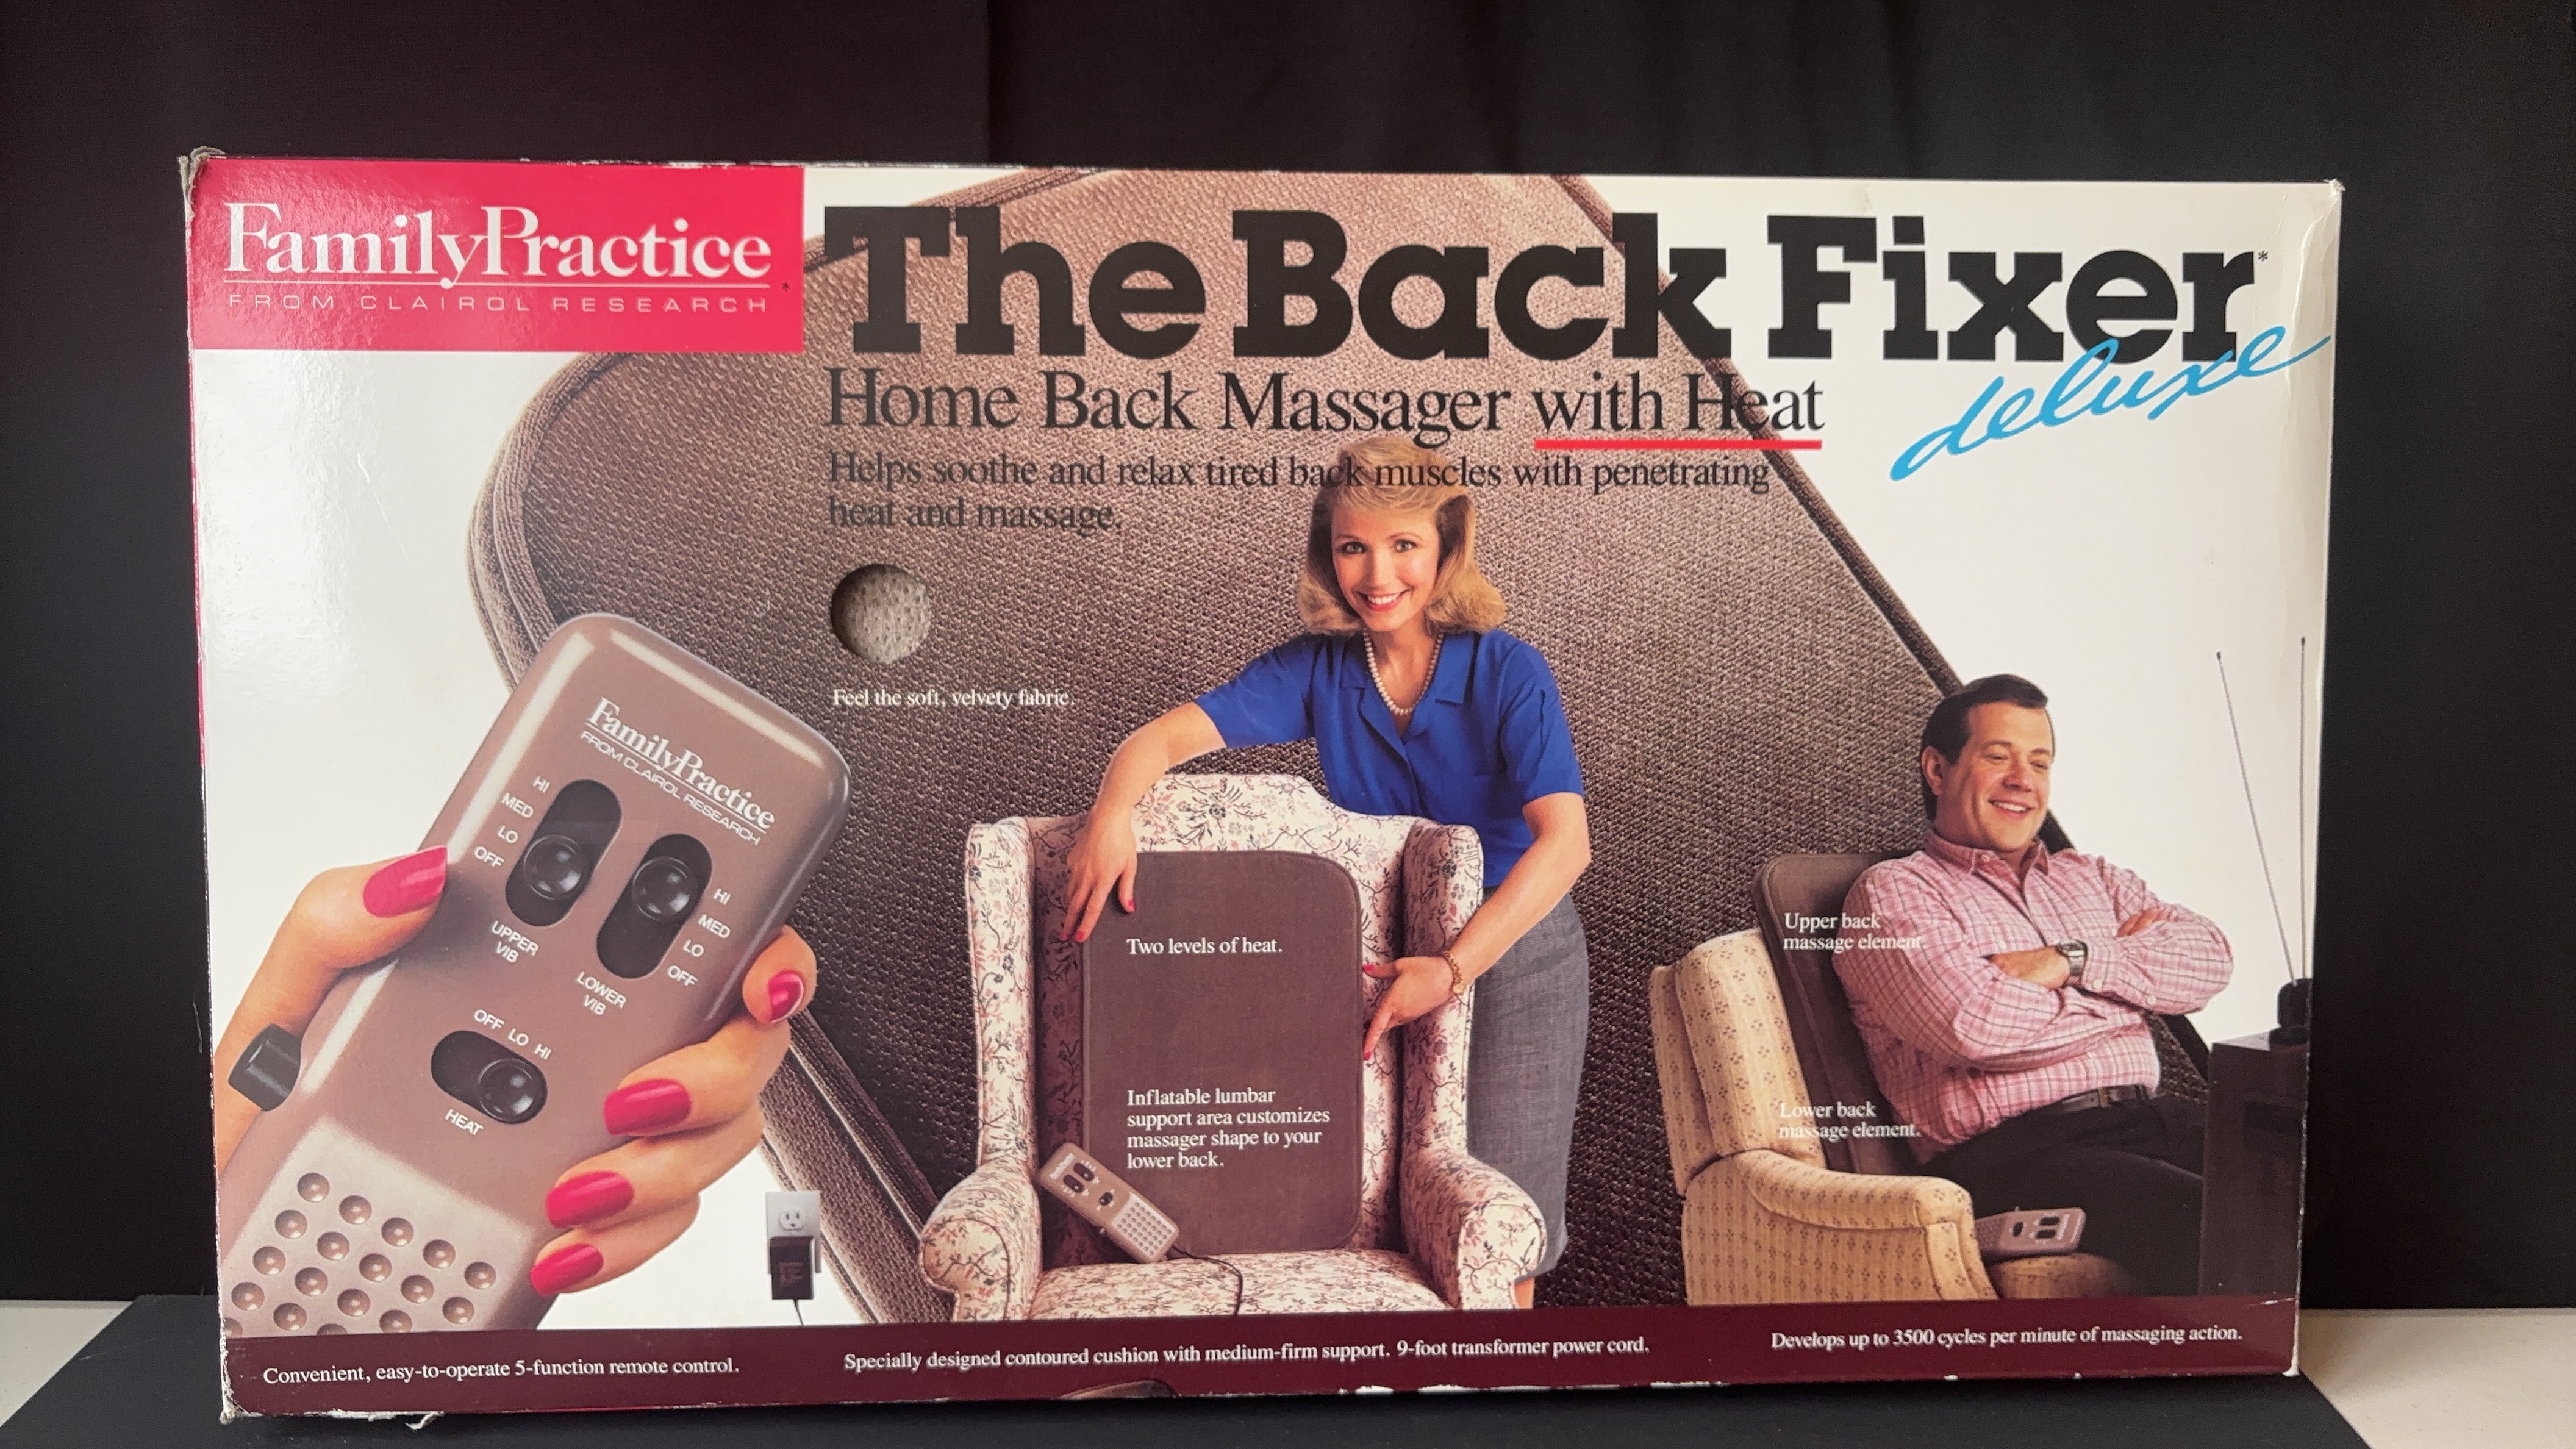 FamilyPractice*
FROM CLAIROL RESEARCH
The Back Fixer*
deluxe
Home Back Massager with Heat
Helps soothe and relax tired back muscles with penetrating
heat and massage.
Feel the soft, velvety fabric.
FamilyPractice
FROM CLAIROL RESEARCH
HI
MED
LO
OFF
UPPER
VIB
HI
MED
LO
OFF
LOWER
VIB
OFF LO HI
HEAT
Two levels of heat.
Inflatable lumbar
support area customizes
massager shape to your
lower back.
Upper back
massage element.
Lower back
massage element.
Convenient, easy-to-operate 5-function remote control.
Specially designed contoured cushion with medium-firm support. 9-foot transformer power cord.
Develops up to 3500 cycles per minute of massaging action.